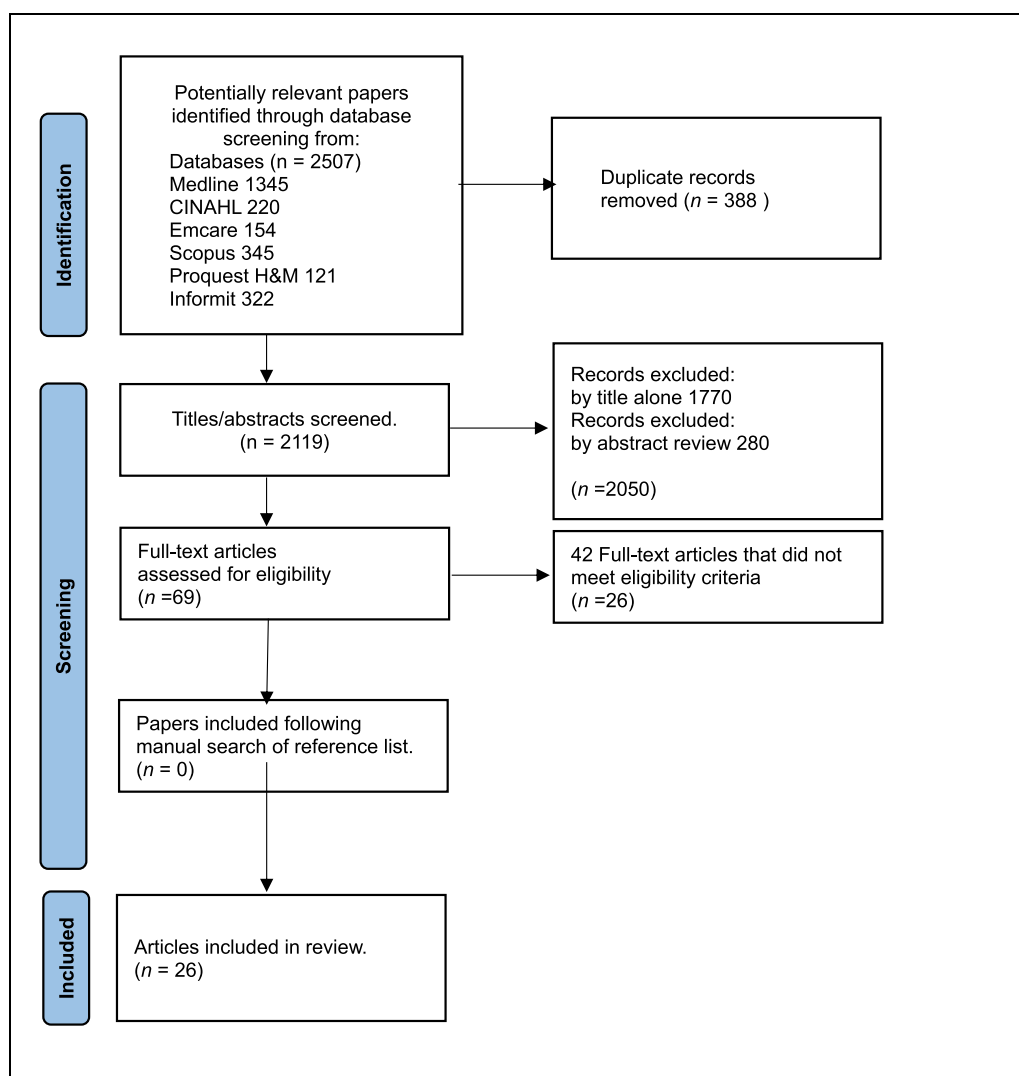 Identification
Potentially relevant papers
identified through database
screening from:
Databases (n = 2507)
Medline 1345
CINAHL 220
Emcare 154
Scopus 345
Proquest H&M 121
Informit 322
Duplicate records
removed (n = 388 )
Screening
Titles/abstracts screened.
(n = 2119)
Records excluded:
by title alone 1770
Records excluded:
by abstract review 280
(n =2050)
Full-text articles
assessed for eligibility
(n =69)
42 Full-text articles that did not
meet eligibility criteria
(n =26)
Papers included following
manual search of reference list.
(n = 0)
Included
Articles included in review.
(n = 26)